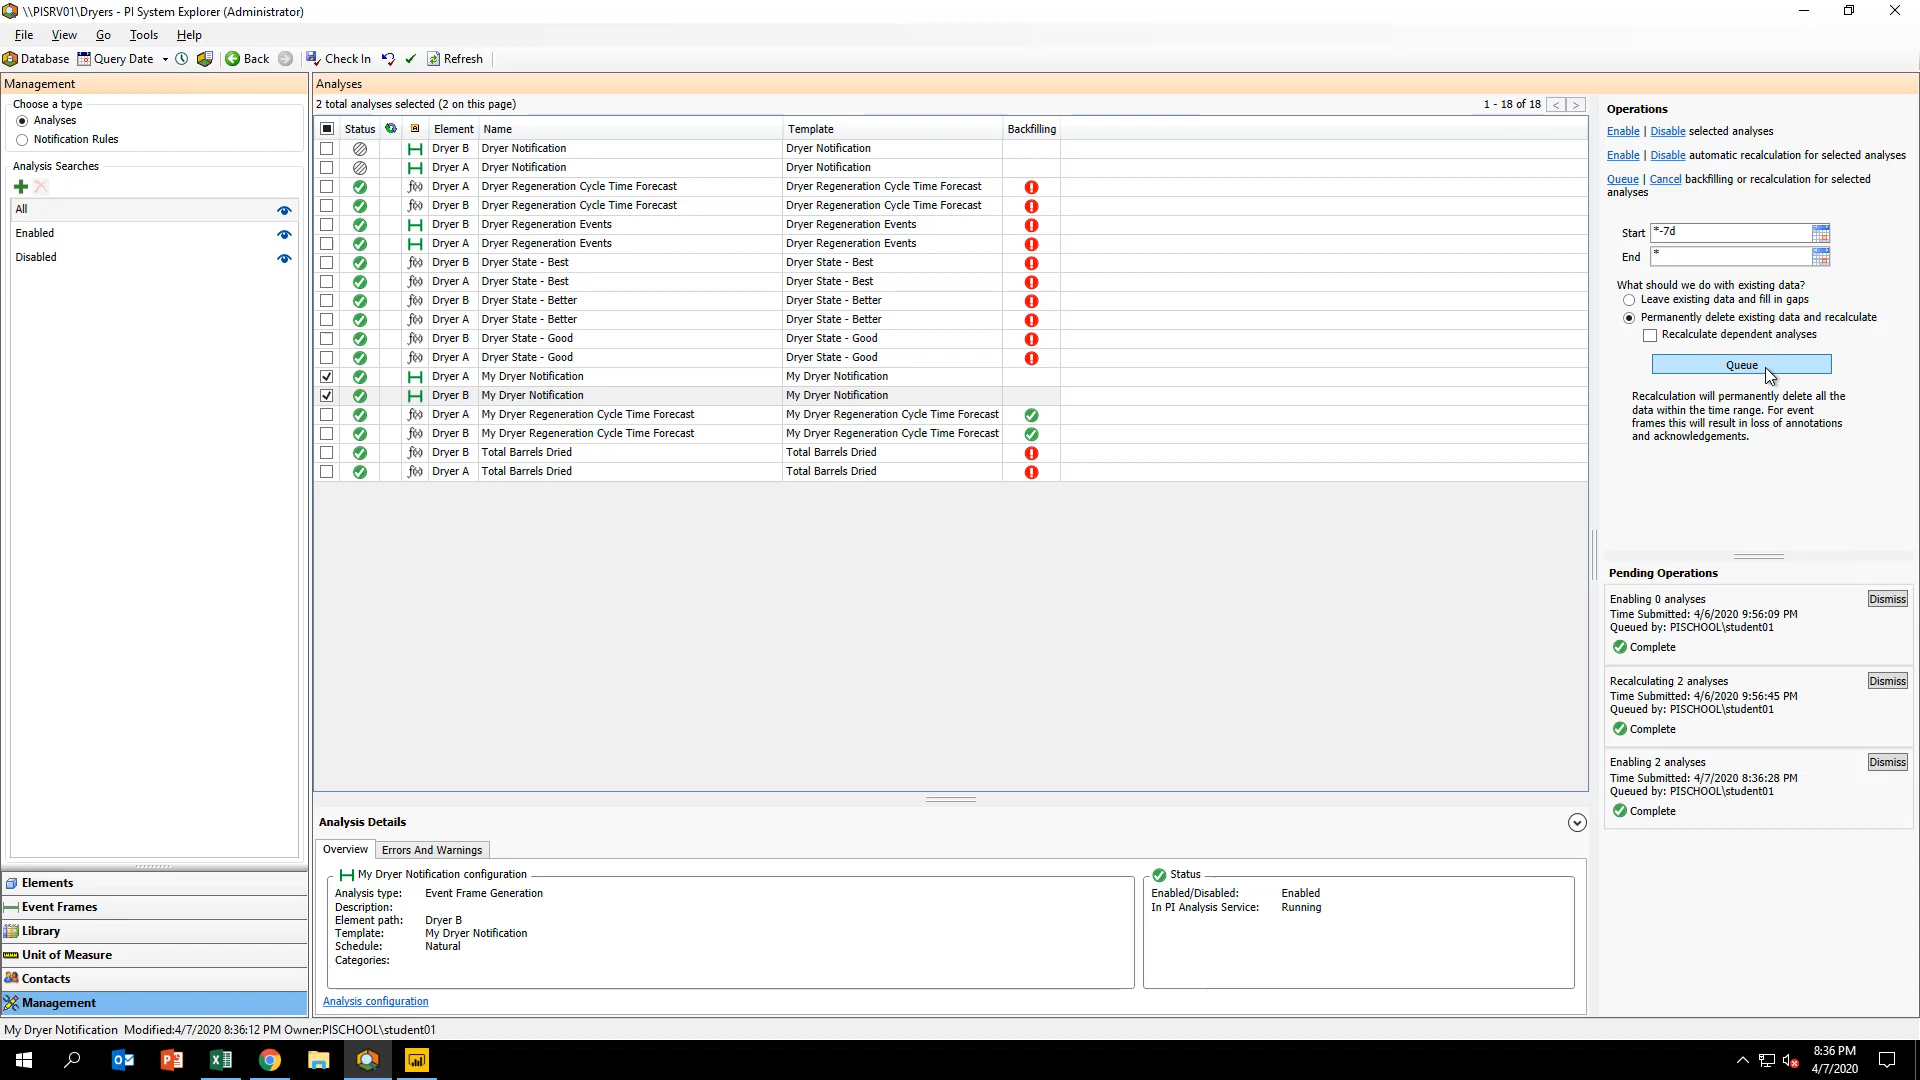 \\PISRV01\Dryers - PI System Explorer (Administrator)
File View Go Tools Help
Database Query Date Back Check In Refresh
Management
Choose a type
Analyses
Notification Rules
Analysis Searches
All
Enabled
Disabled
Elements
Event Frames
Library
Unit of Measure
Contacts
Management
Analyses
2 total analyses selected (2 on this page) 1 - 18 of 18 < >
Status Element Name Template Backfilling
Dryer B Dryer Notification Dryer Notification
Dryer A Dryer Notification Dryer Notification
f(x) Dryer A Dryer Regeneration Cycle Time Forecast Dryer Regeneration Cycle Time Forecast
f(x) Dryer B Dryer Regeneration Cycle Time Forecast Dryer Regeneration Cycle Time Forecast
Dryer B Dryer Regeneration Events Dryer Regeneration Events
Dryer A Dryer Regeneration Events Dryer Regeneration Events
f(x) Dryer B Dryer State - Best Dryer State - Best
f(x) Dryer A Dryer State - Best Dryer State - Best
f(x) Dryer B Dryer State - Better Dryer State - Better
f(x) Dryer A Dryer State - Better Dryer State - Better
f(x) Dryer B Dryer State - Good Dryer State - Good
f(x) Dryer A Dryer State - Good Dryer State - Good
Dryer A My Dryer Notification My Dryer Notification
Dryer B My Dryer Notification My Dryer Notification
f(x) Dryer A My Dryer Regeneration Cycle Time Forecast My Dryer Regeneration Cycle Time Forecast
f(x) Dryer B My Dryer Regeneration Cycle Time Forecast My Dryer Regeneration Cycle Time Forecast
f(x) Dryer B Total Barrels Dried Total Barrels Dried
f(x) Dryer A Total Barrels Dried Total Barrels Dried
Analysis Details
Overview Errors And Warnings
My Dryer Notification configuration
Analysis type: Event Frame Generation
Description:
Element path: Dryer B
Template: My Dryer Notification
Schedule: Natural
Categories:
Status
Enabled/Disabled: Enabled
In PI Analysis Service: Running
Analysis configuration
Operations
Enable | Disable selected analyses
Enable | Disable automatic recalculation for selected analyses
Queue | Cancel backfilling or recalculation for selected
analyses
Start *-7d
End *
What should we do with existing data?
Leave existing data and fill in gaps
Permanently delete existing data and recalculate
Recalculate dependent analyses
Queue
Recalculation will permanently delete all the
data within the time range. For event
frames this will result in loss of annotations
and acknowledgements.
Pending Operations
Enabling 0 analyses Dismiss
Time Submitted: 4/6/2020 9:56:09 PM
Queued by: PISCHOOL\student01
Complete
Recalculating 2 analyses Dismiss
Time Submitted: 4/6/2020 9:56:45 PM
Queued by: PISCHOOL\student01
Complete
Enabling 2 analyses Dismiss
Time Submitted: 4/7/2020 8:36:28 PM
Queued by: PISCHOOL\student01
Complete
My Dryer Notification Modified:4/7/2020 8:36:12 PM Owner:PISCHOOL\student01
8:36 PM
4/7/2020